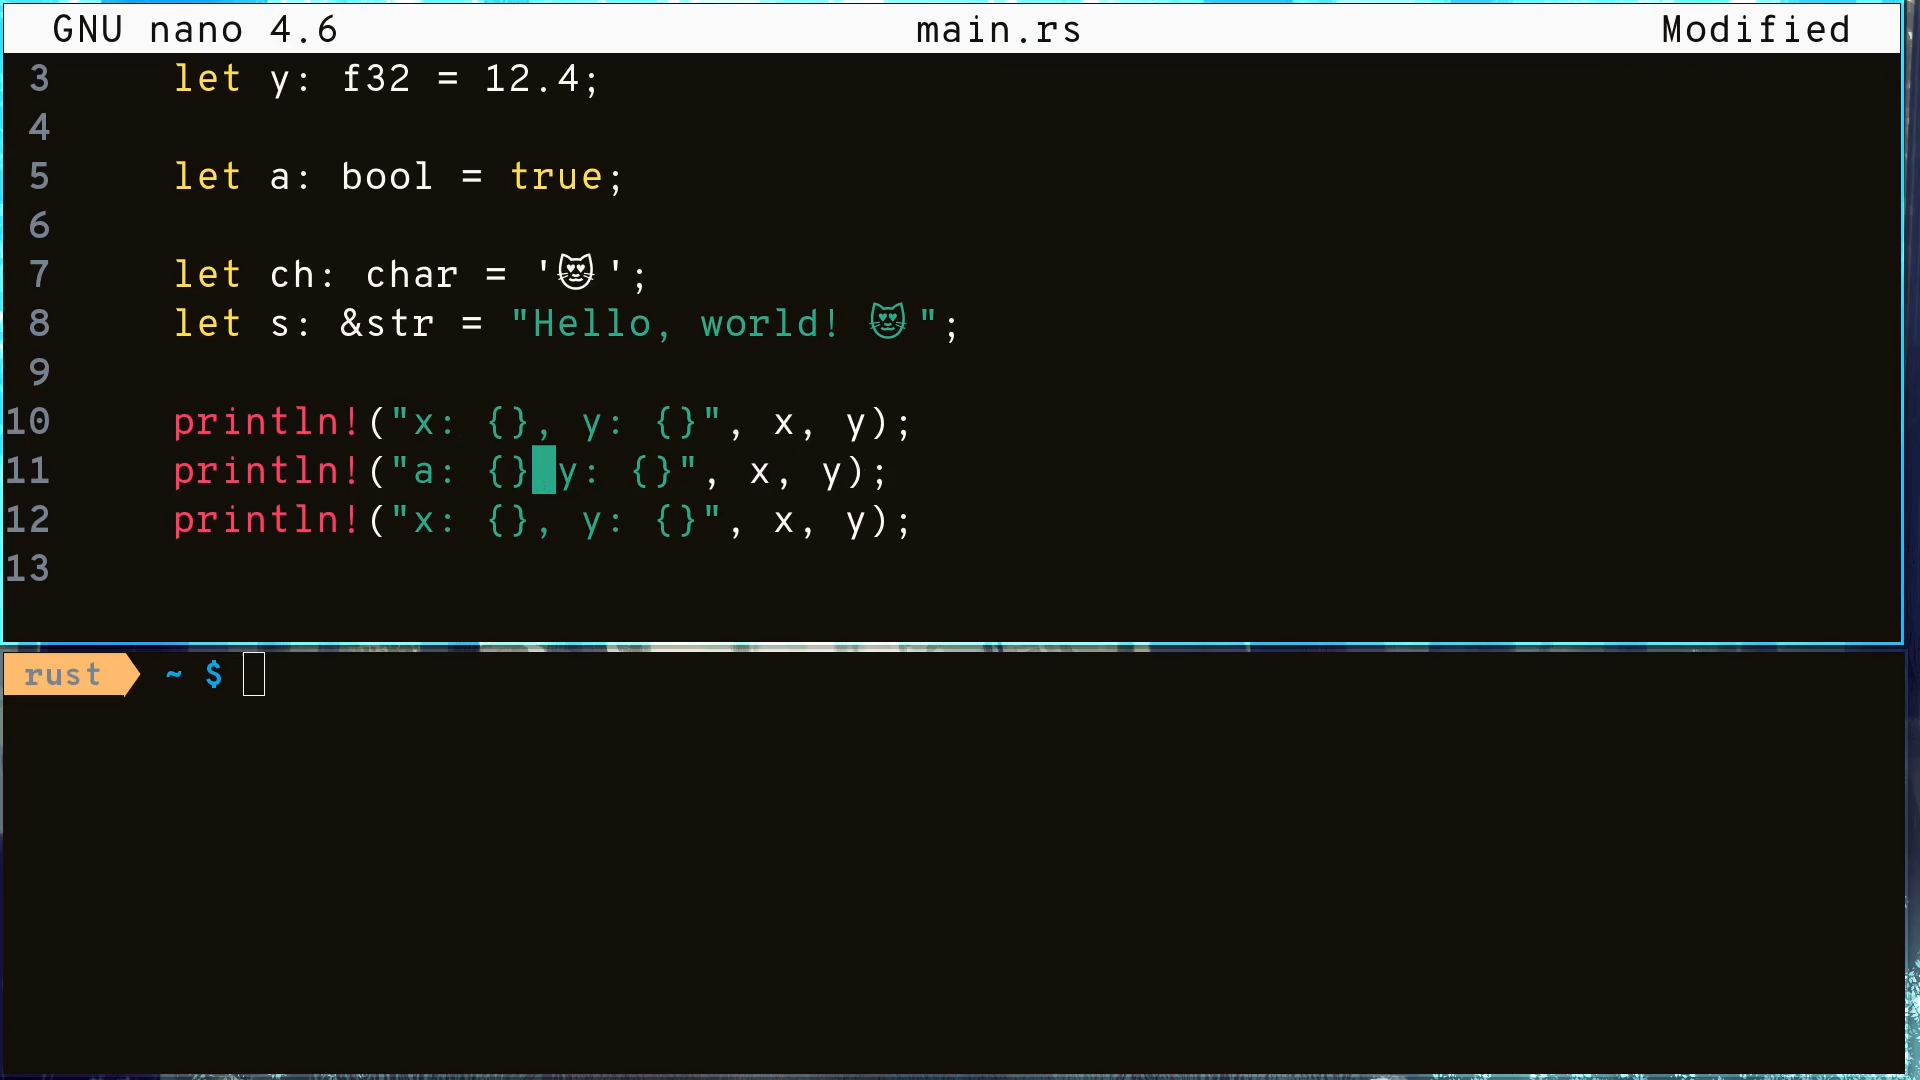 GNU nano 4.6 main.rs Modified
3 let y: f32 = 12.4;
4
5 let a: bool = true;
6
7 let ch: char = '😻';
8 let s: &str = "Hello, world! 😻";
9
10 println!("x: {}, y: {}", x, y);
11 println!("a: {} y: {}", x, y);
12 println!("x: {}, y: {}", x, y);
13
rust ~ $